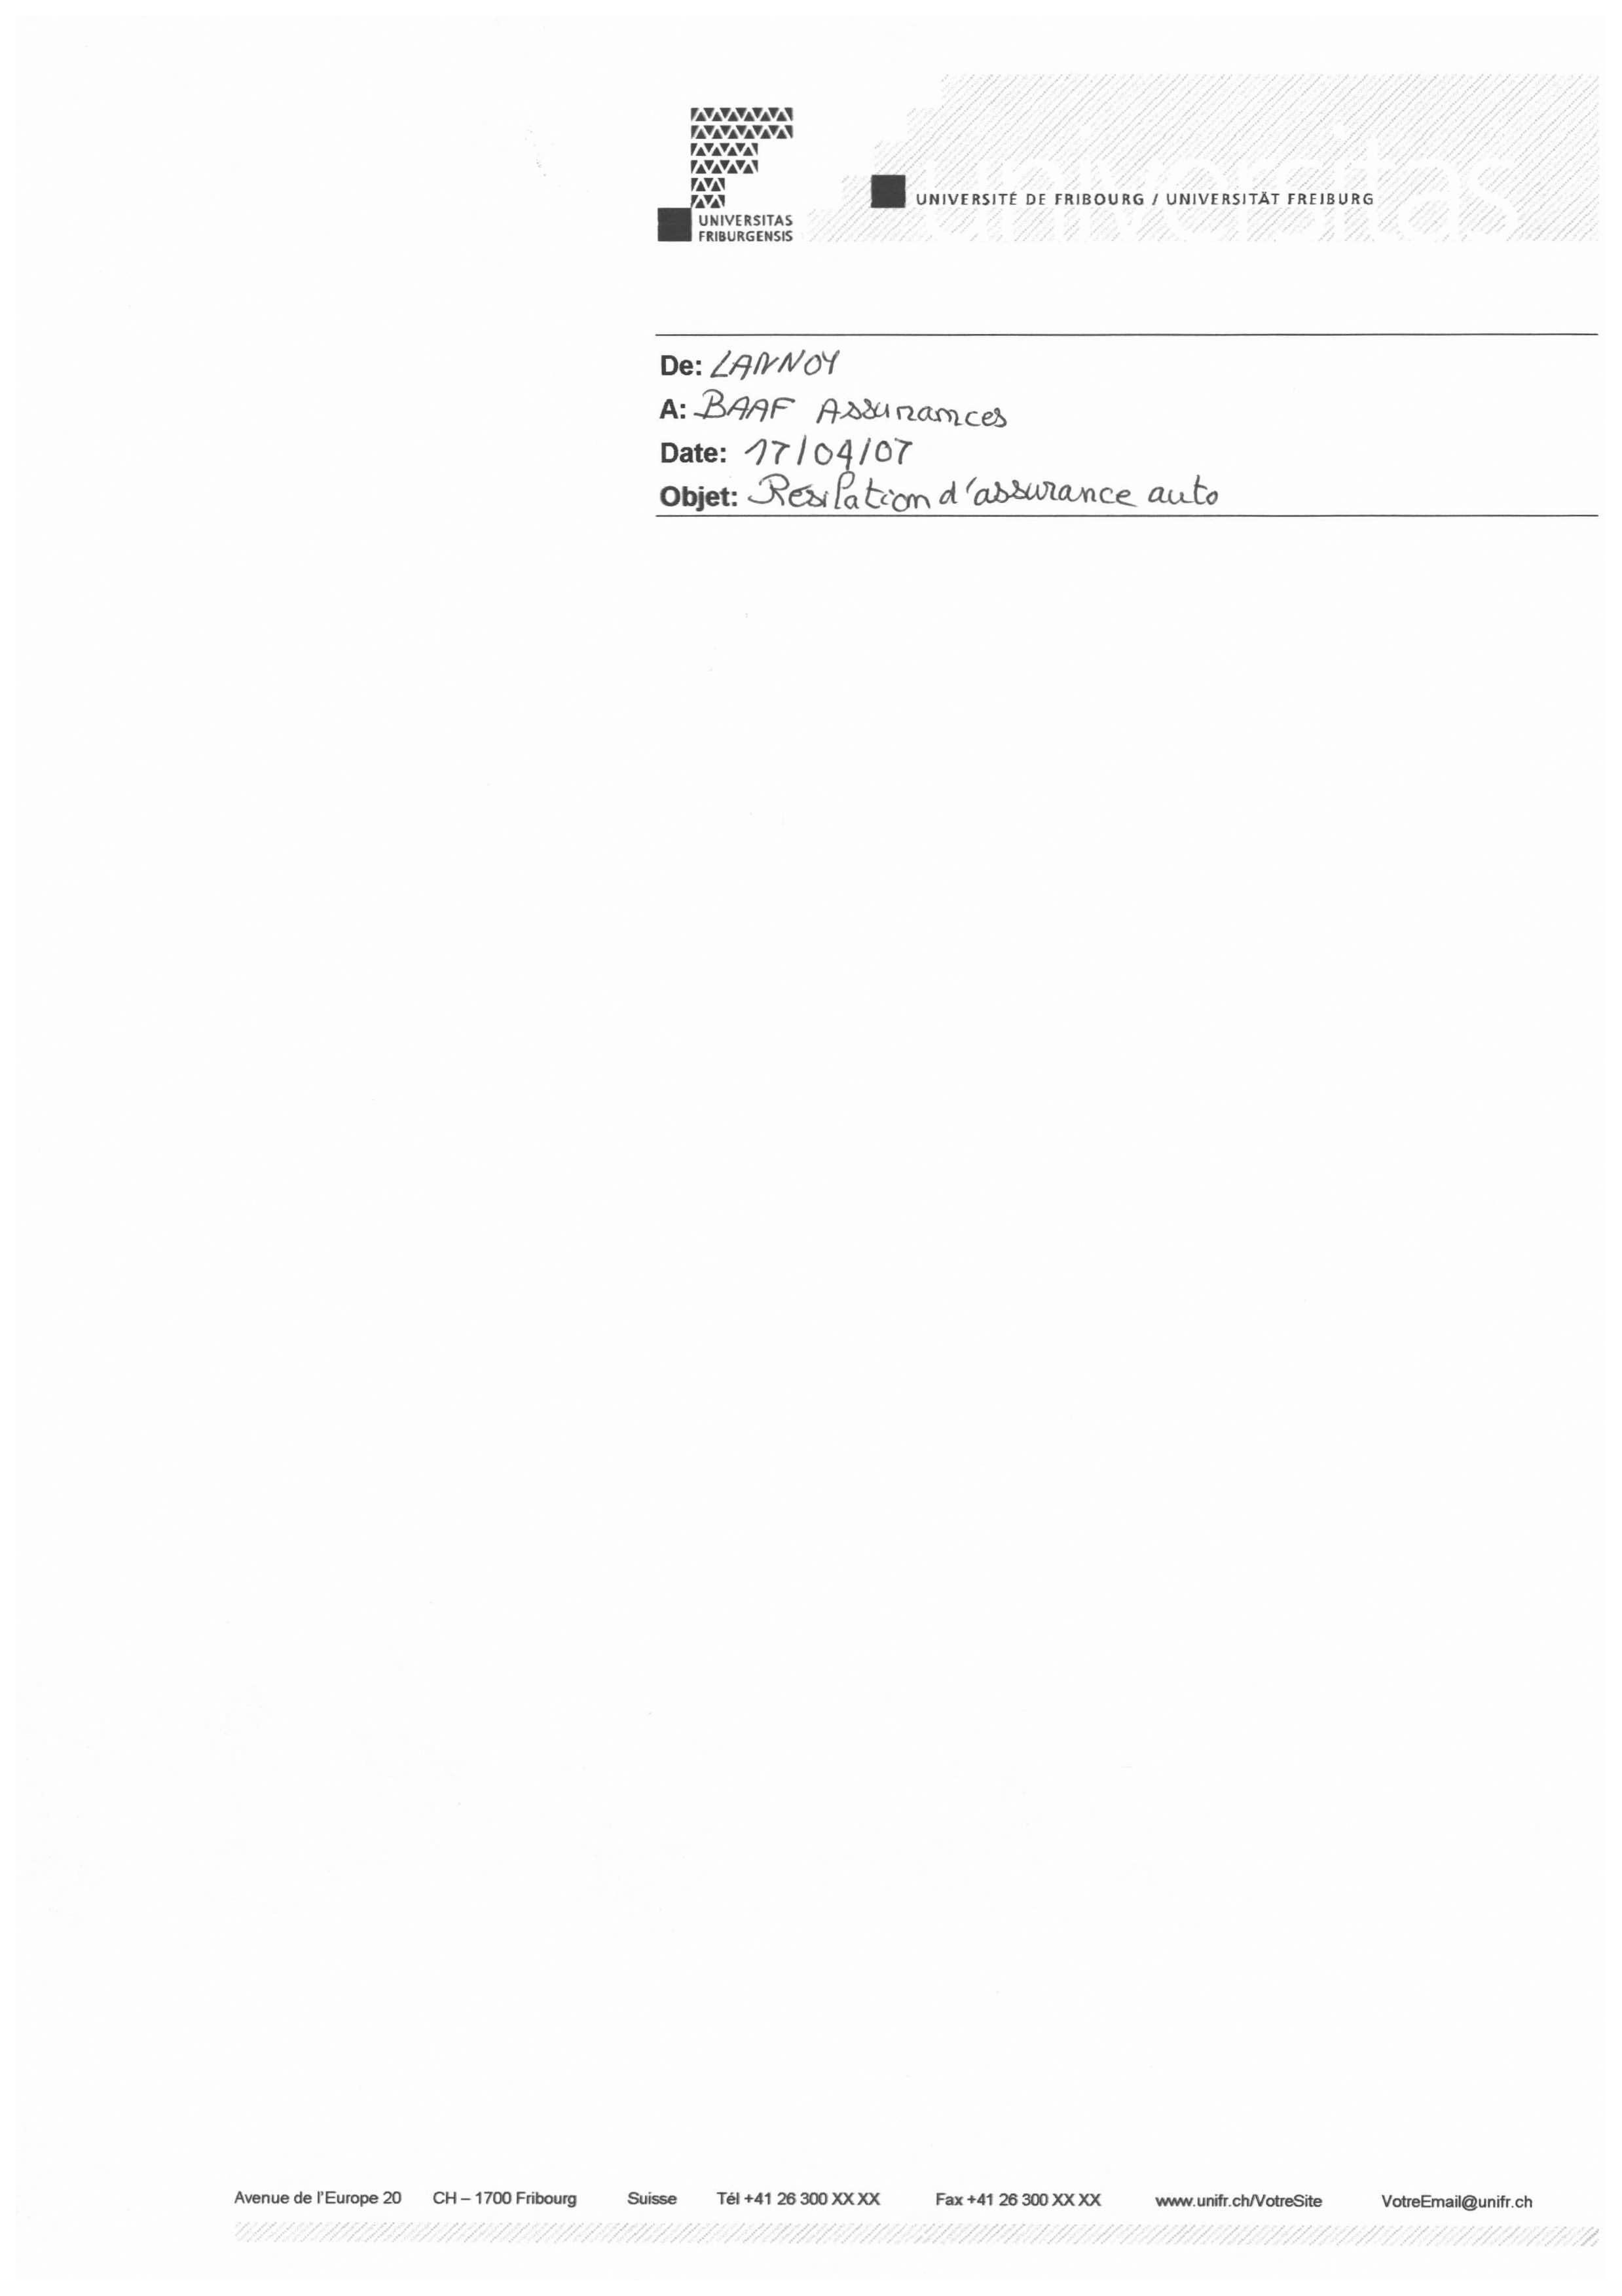 universitas
UNIVERSITAS
FRIBURGENSIS
UNIVERSITÉ DE FRIBOURG / UNIVERSITÄT FREIBURG
De: LANNOY
A: BAAF Assurances
Date: 17/04/07
Objet: Résilation d'assurance auto
Avenue de l'Europe 20 CH – 1700 Fribourg Suisse Tél +41 26 300 XX XX Fax +41 26 300 XX XX www.unifr.ch/VotreSite VotreEmail@unifr.ch